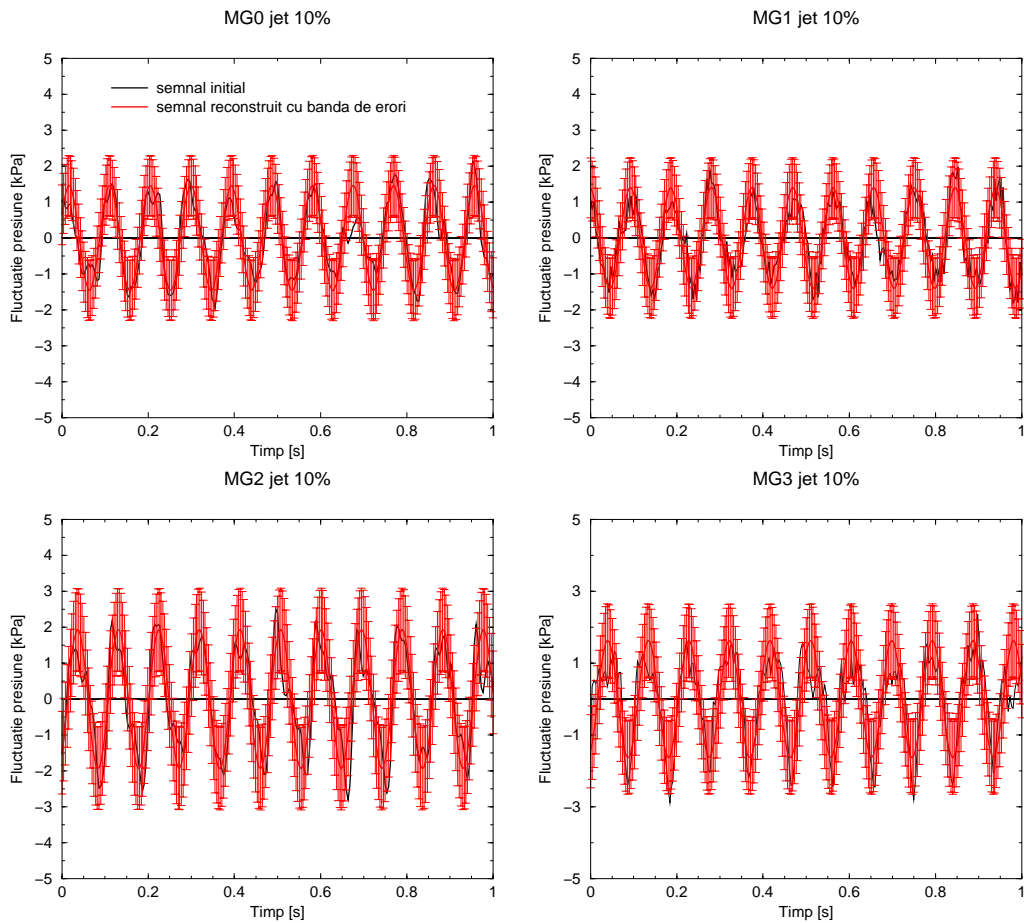 MG0 jet 10%
5
4
3
2
1
0
−1
−2
−3
−4
−5
Fluctuatie presiune [kPa]
semnal initial
semnal reconstruit cu banda de erori
0 0.2 0.4 0.6 0.8 1
Timp [s]
MG1 jet 10%
5
4
3
2
1
0
−1
−2
−3
−4
−5
Fluctuatie presiune [kPa]
0 0.2 0.4 0.6 0.8 1
Timp [s]
MG2 jet 10%
5
4
3
2
1
0
−1
−2
−3
−4
−5
Fluctuatie presiune [kPa]
0 0.2 0.4 0.6 0.8 1
Timp [s]
MG3 jet 10%
5
3
1
−1
−3
−5
Fluctuatie presiune [kPa]
0 0.2 0.4 0.6 0.8 1
Timp [s]